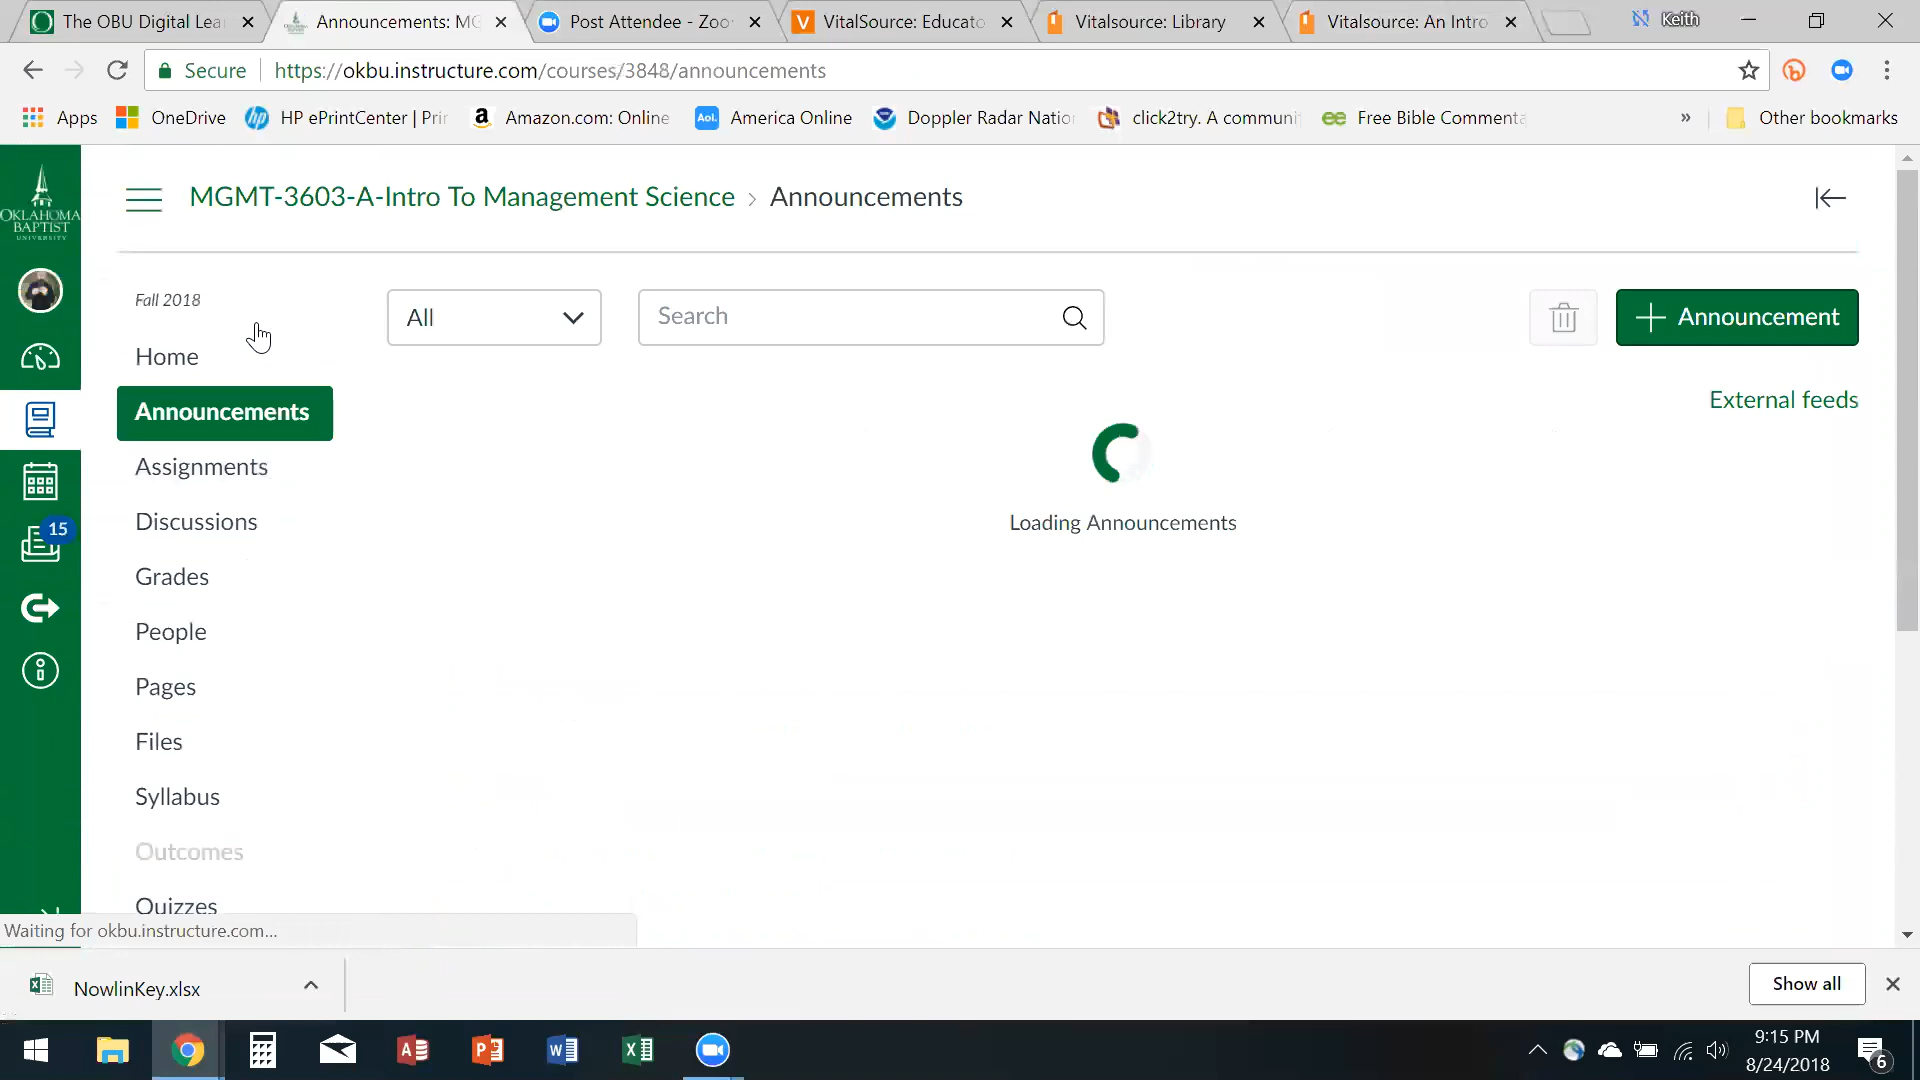 The OBU Digital Lea
Announcements: MG
Post Attendee - Zoo
VitalSource: Educato
Vitalsource: Library
Vitalsource: An Intro
Keith
Secure
https://okbu.instructure.com/courses/3848/announcements
Apps
OneDrive
HP ePrintCenter | Prin
Amazon.com: Online
Aol.
America Online
Doppler Radar Natio
click2try. A communi
Free Bible Commenta
»
Other bookmarks
OKLAHOMA
BAPTIST
UNIVERSITY
MGMT-3603-A-Intro To Management Science > Announcements
Fall 2018
All
Search
Announcement
Home
Announcements
External feeds
Assignments
Discussions
Loading Announcements
15
Grades
People
Pages
Files
Syllabus
Outcomes
Quizzes
Waiting for okbu.instructure.com...
NowlinKey.xlsx
Show all
9:15 PM
8/24/2018
6